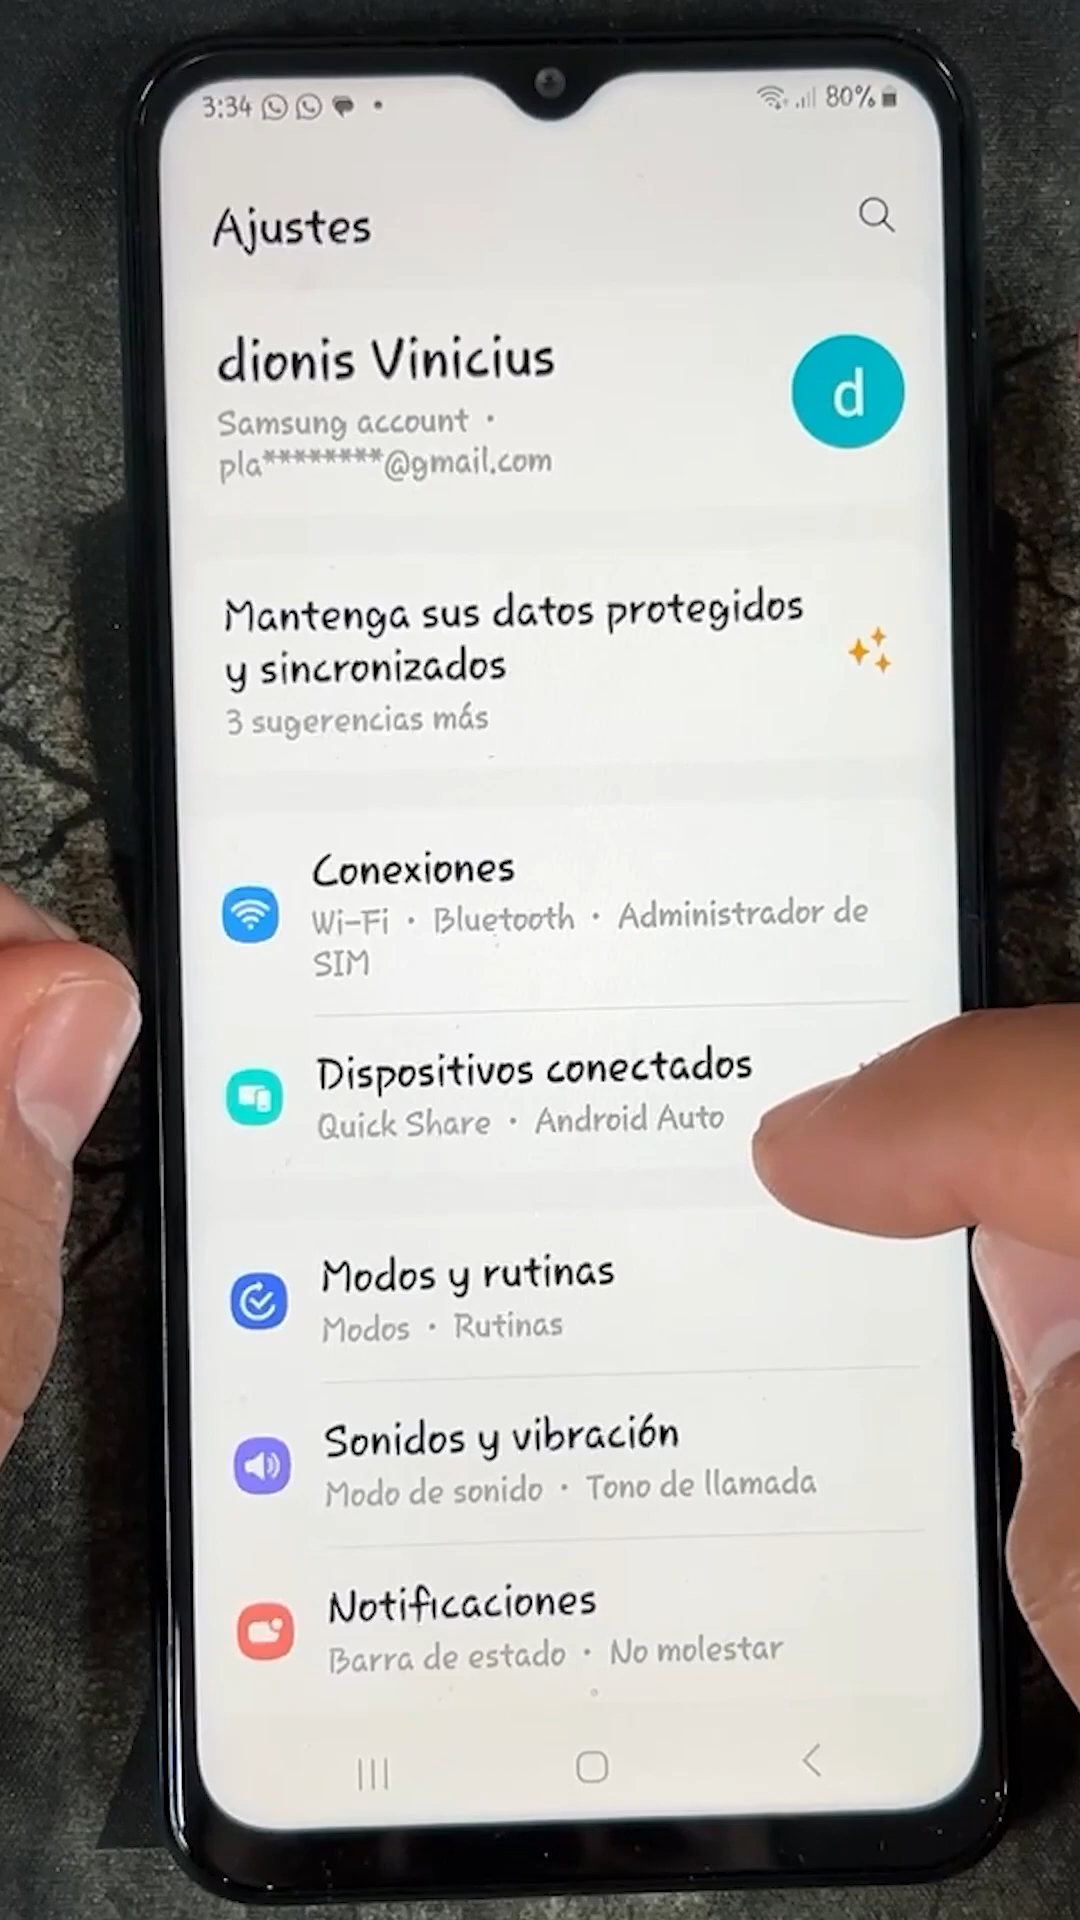 3:34
80%
Ajustes
dionis Vinicius
d
Samsung account •
pla********@gmail.com
Mantenga sus datos protegidos
y sincronizados
3 sugerencias más
Conexiones
Wi-Fi • Bluetooth • Administrador de
SIM
Dispositivos conectados
Quick Share • Android Auto
Modos y rutinas
Modos • Rutinas
Sonidos y vibración
Modo de sonido • Tono de llamada
Notificaciones
Barra de estado • No molestar